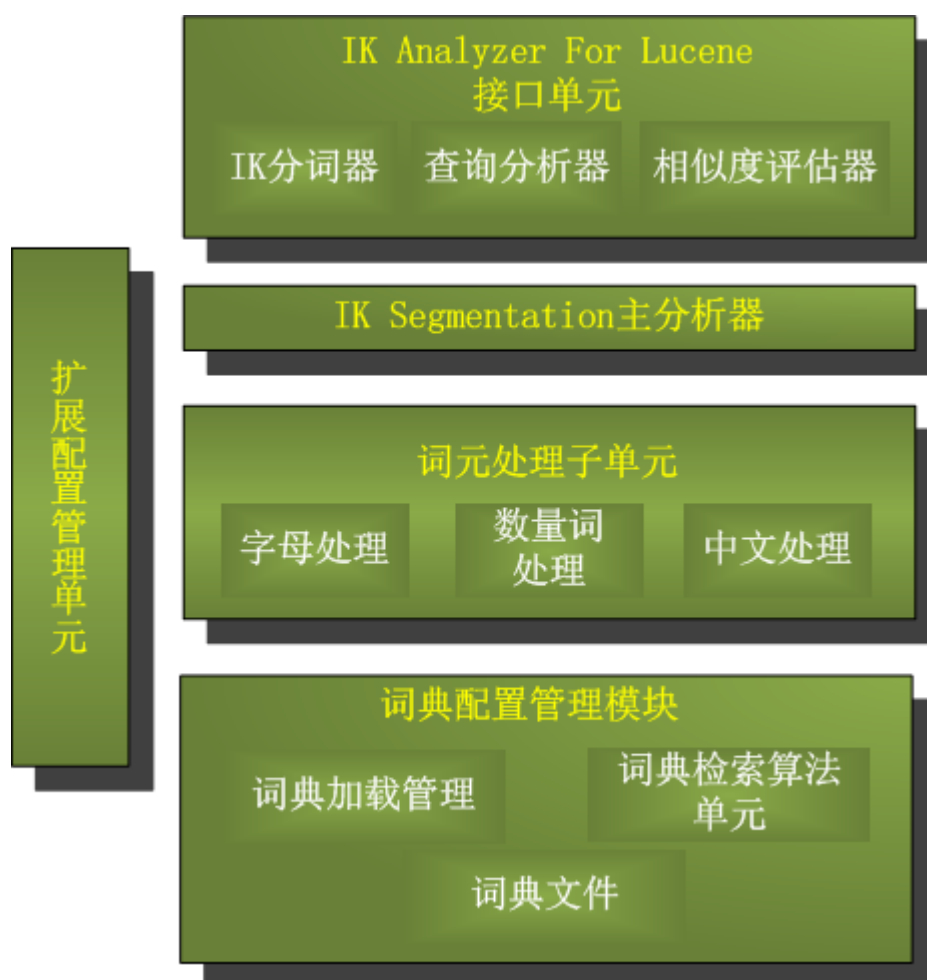 IK Analyzer For Lucene
接口单元
IK分词器
查询分析器
相似度评估器
IK Segmentation主分析器
扩展配置管理单元
词元处理子单元
字母处理
数量词
处理
中文处理
词典配置管理模块
词典加载管理
词典检索算法
单元
词典文件